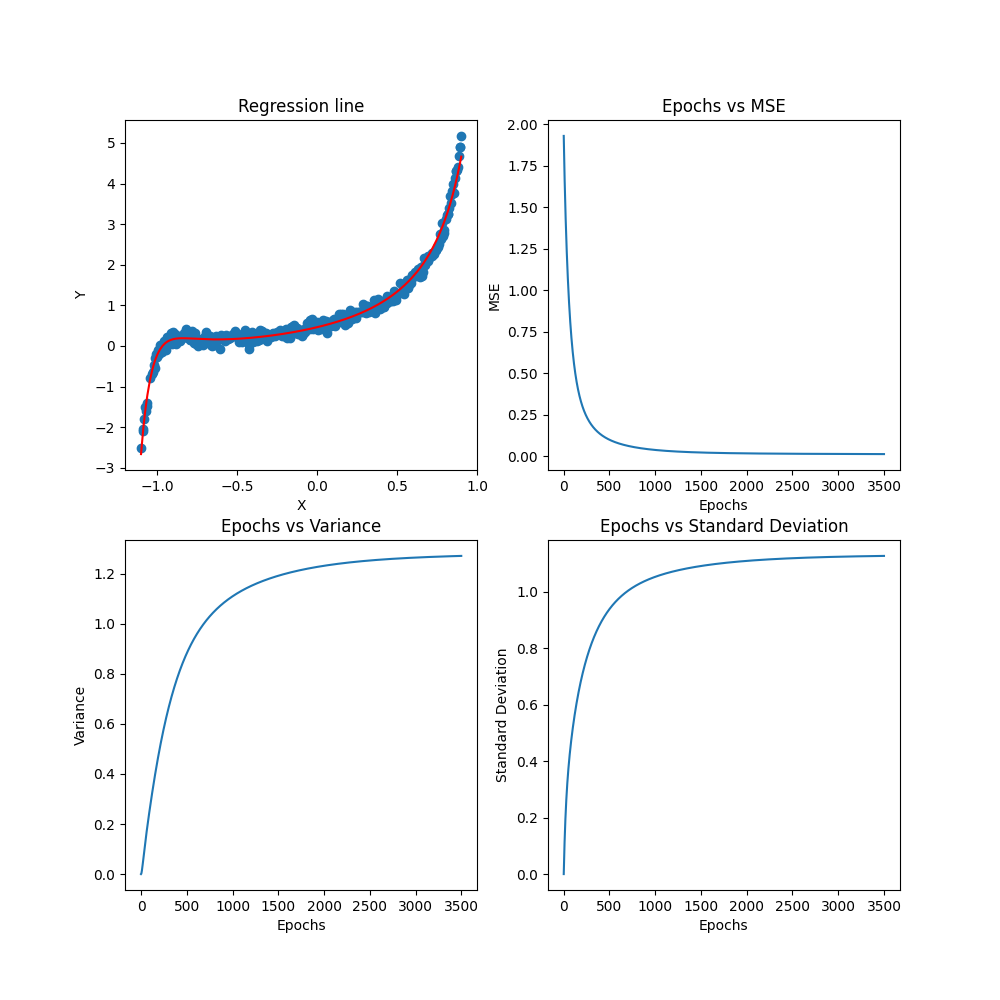 Regression line
5
4
3
2
1
0
−1
−2
−3
Y
−1.0 −0.5 0.0 0.5 1.0
X
Epochs vs MSE
2.00
1.75
1.50
1.25
1.00
0.75
0.50
0.25
0.00
MSE
0 500 1000 1500 2000 2500 3000 3500
Epochs
Epochs vs Variance
1.2
1.0
0.8
0.6
0.4
0.2
0.0
Variance
0 500 1000 1500 2000 2500 3000 3500
Epochs
Epochs vs Standard Deviation
1.0
0.8
0.6
0.4
0.2
0.0
Standard Deviation
0 500 1000 1500 2000 2500 3000 3500
Epochs